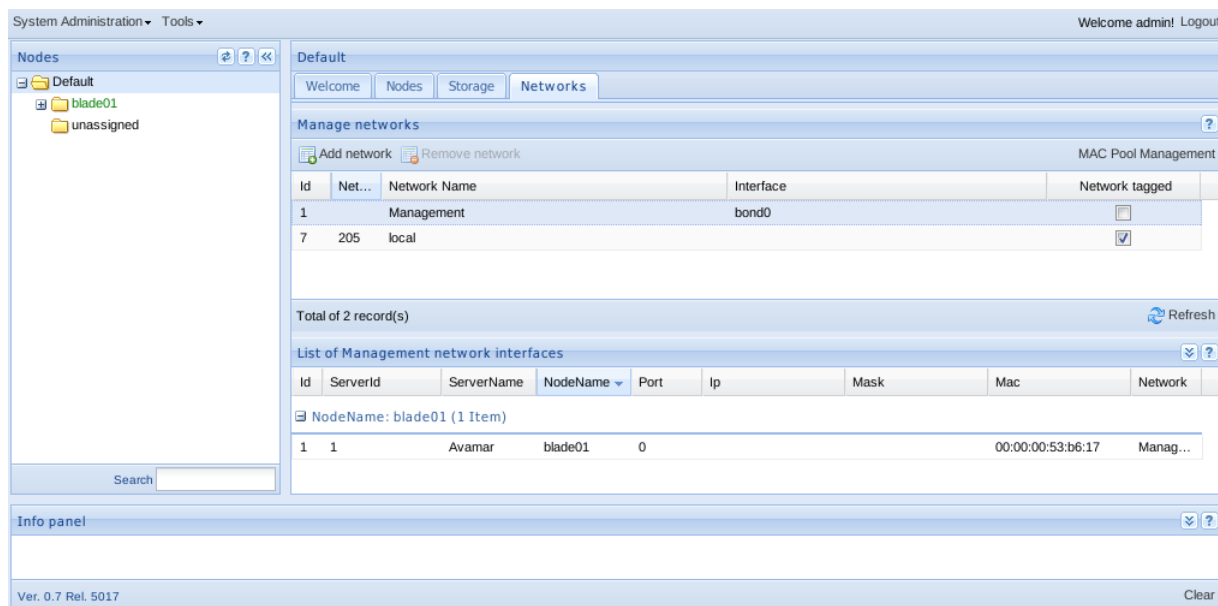 System Administration Tools Welcome admin! Logout
Nodes
Default
blade01
unassigned
Search
Default
Welcome Nodes Storage Networks
Manage networks
Add network Remove network MAC Pool Management
Id Net... Network Name Interface Network tagged
1 Management bond0
7 205 local
Total of 2 record(s) Refresh
List of Management network interfaces
Id ServerId ServerName NodeName Port Ip Mask Mac Network
NodeName: blade01 (1 Item)
1 1 Avamar blade01 0 00:00:00:53:b6:17 Manag...
Info panel
Ver. 0.7 Rel. 5017 Clear